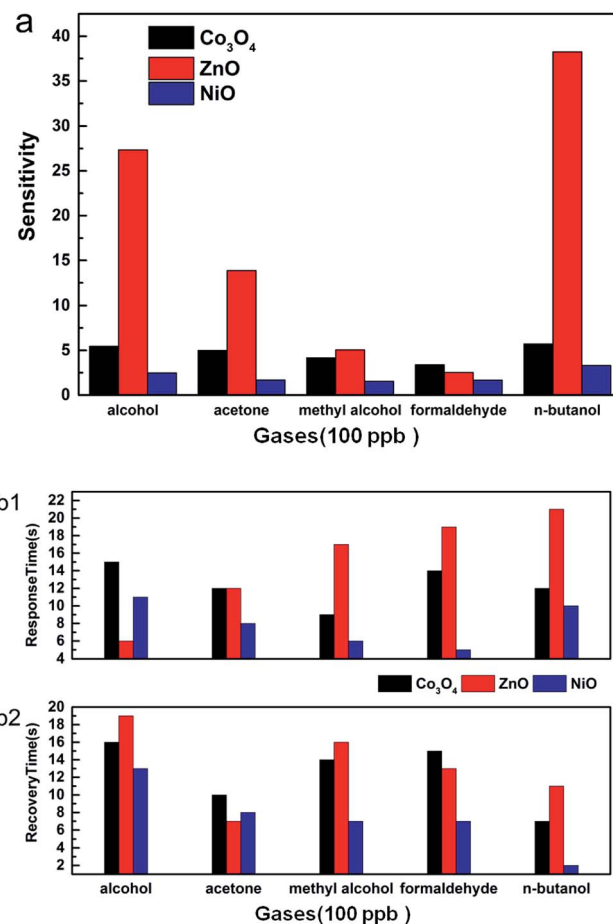 a
Co₃O₄
ZnO
NiO
40
35
30
25
20
15
10
5
0
Sensitivity
alcohol acetone methyl alcohol formaldehyde n-butanol
Gases(100 ppb )
b1
22
20
18
16
14
12
10
8
6
4
ResponseTime(s)
Co₃O₄ ZnO NiO
b2
20
18
16
14
12
10
8
6
4
2
RecoveryTime(s)
alcohol acetone methyl alcohol formaldehyde n-butanol
Gases(100 ppb )